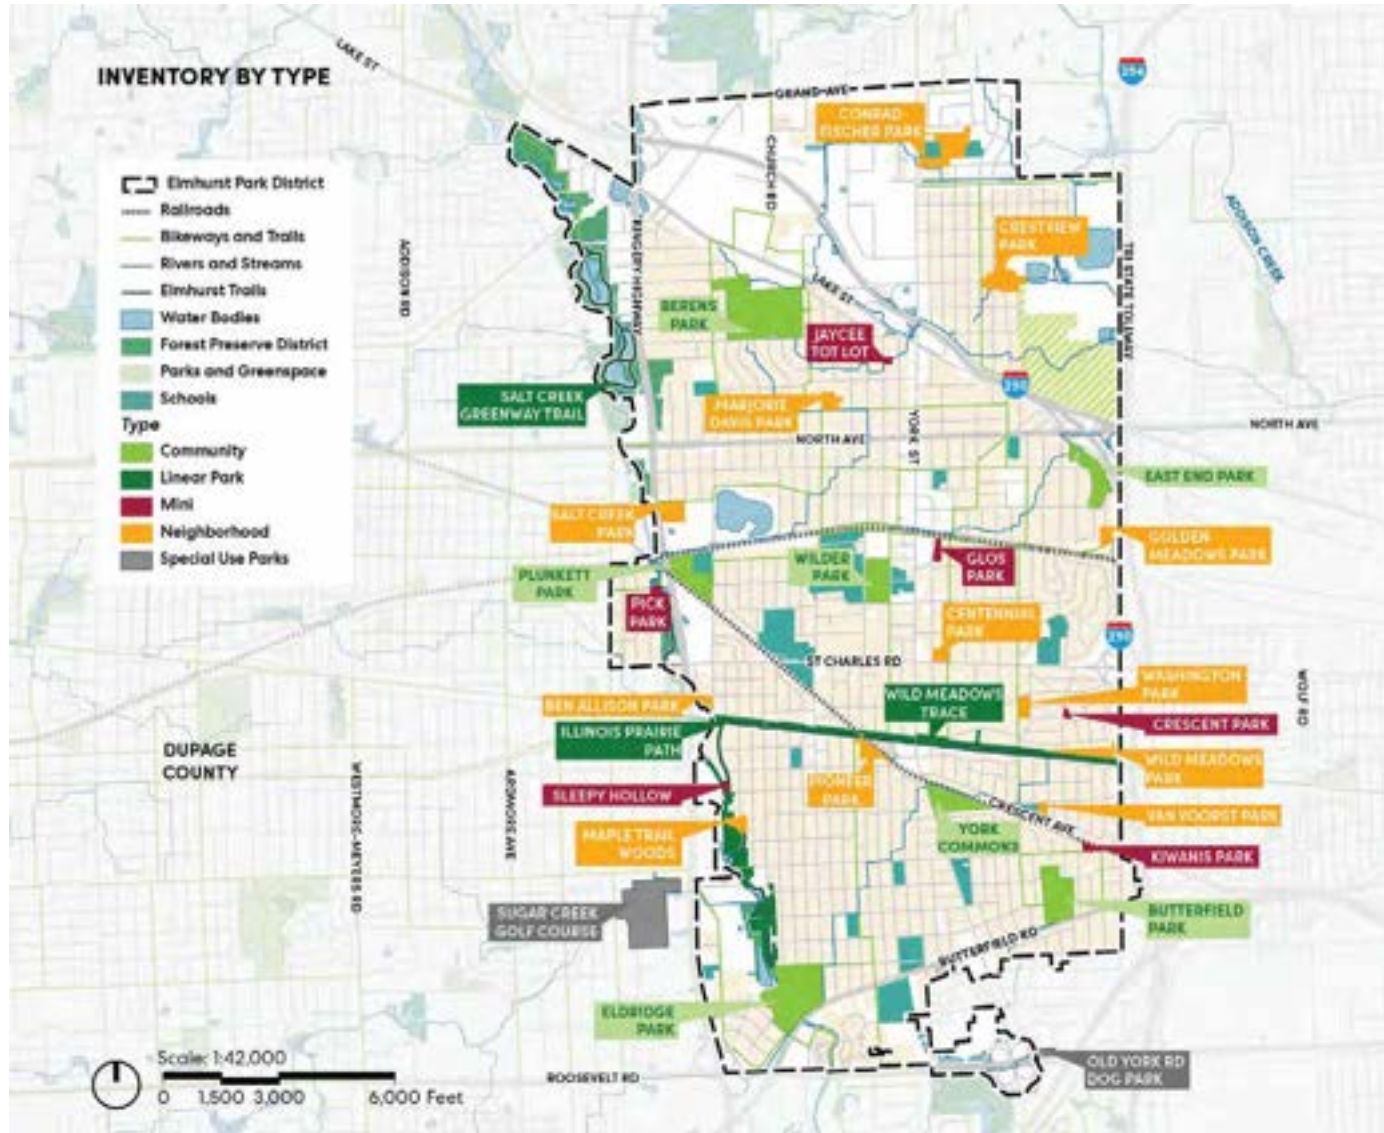 INVENTORY BY TYPE
Elmhurst Park District
Railroads
Bikeways and Trails
Rivers and Streams
Elmhurst Trails
Water Bodies
Forest Preserve District
Parks and Greenspace
Schools
Type
Community
Linear Park
Mini
Neighborhood
Special Use Parks
LAKE ST
GRAND AVE
294
CONRAD
FISCHER PARK
CHURCH RD
ADDISON CREEK
CRESTVIEW
PARK
TRI STATE TOLLWAY
KINGERY HIGHWAY
ADDISON RD
BERENS
PARK
LAKE ST
JAYCEE
TOT LOT
290
SALT CREEK
GREENWAY TRAIL
MARJORIE
DAVIS PARK
NORTH AVE
YORK ST
NORTH AVE
EAST END PARK
SALT CREEK
PARK
GOLDEN
MEADOWS PARK
WILDER
PARK
GLOS
PARK
PLUNKETT
PARK
PICK
PARK
CENTENNIAL
PARK
290
ST CHARLES RD
WASHINGTON
PARK
WOLF RD
BEN ALLISON PARK
WILD MEADOWS
TRACE
CRESCENT PARK
ILLINOIS PRAIRIE
PATH
DUPAGE
COUNTY
WILD MEADOWS
PARK
WESTMORE-MEYERS RD
ARDMORE AVE
SLEEPY HOLLOW
PIONEER
PARK
CRESCENT AVE
VAN VOORST PARK
MAPLE TRAIL
WOODS
YORK
COMMONS
KIWANIS PARK
SUGAR CREEK
GOLF COURSE
BUTTERFIELD
PARK
BUTTERFIELD RD
ELDRIDGE
PARK
OLD YORK RD
DOG PARK
ROOSEVELT RD
Scale: 1:42,000
0 1,500 3,000 6,000 Feet